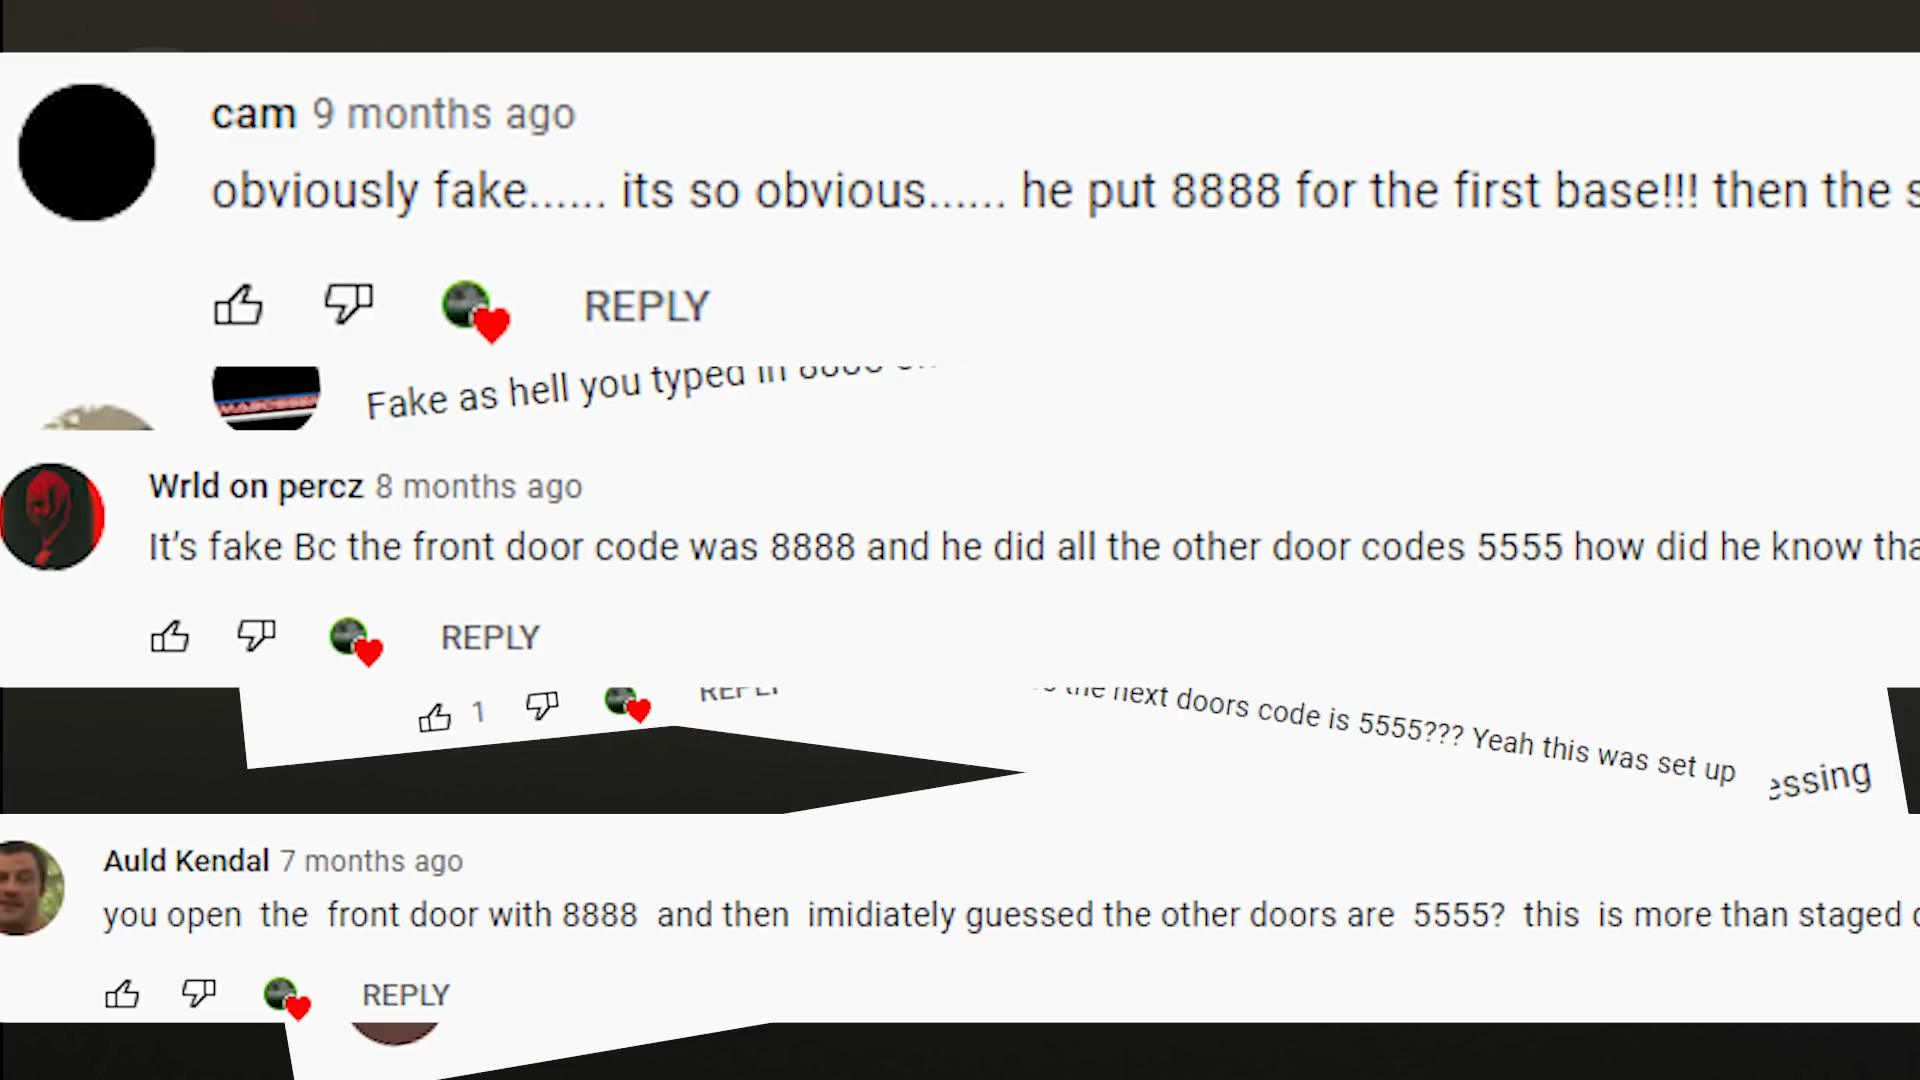 cam 9 months ago
obviously fake...... its so obvious...... he put 8888 for the first base!!! then the s
REPLY
Fake as hell you typed in
Wrld on percz 8 months ago
It's fake Bc the front door code was 8888 and he did all the other door codes 5555 how did he know tha
REPLY
1
REPLY
the next doors code is 5555??? Yeah this was set up
essing
Auld Kendal 7 months ago
you open the front door with 8888 and then imidiately guessed the other doors are 5555? this is more than staged
REPLY